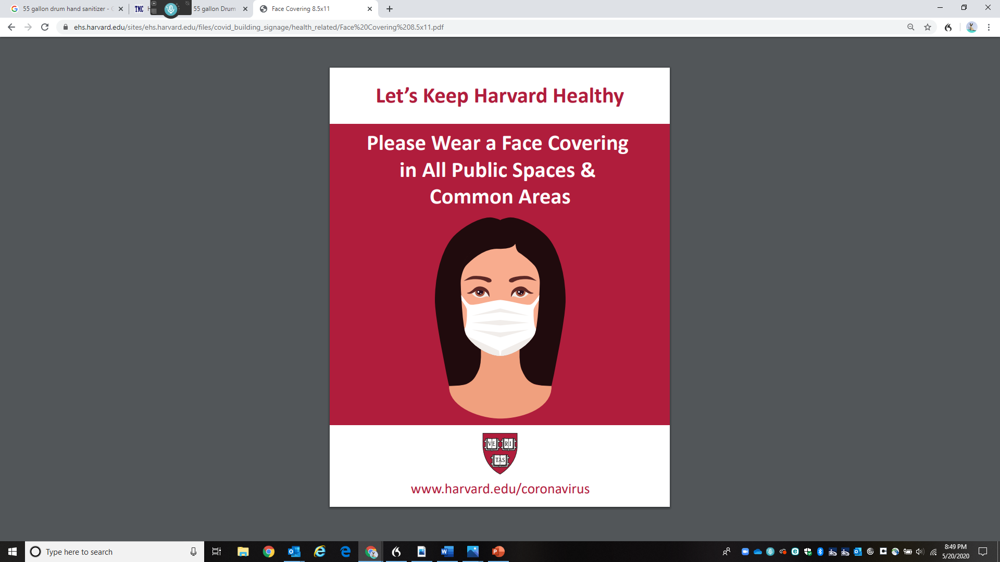 55 gallon drum hand sanitizer -
TMC
55 gallon Drum
Face Covering 8.5x11
ehs.harvard.edu/sites/ehs.harvard.edu/files/covid_building_signage/health_related/Face%20Covering%208.5x11.pdf
Let's Keep Harvard Healthy
Please Wear a Face Covering
in All Public Spaces &
Common Areas
VE RI
TAS
www.harvard.edu/coronavirus
Type here to search
8:49 PM
5/20/2020